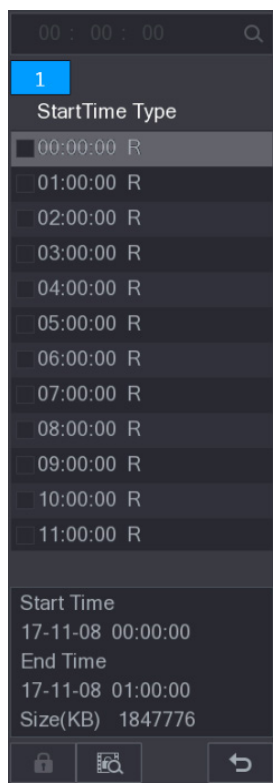 00 : 00 : 00
1
StartTime Type
00:00:00 R
01:00:00 R
02:00:00 R
03:00:00 R
04:00:00 R
05:00:00 R
06:00:00 R
07:00:00 R
08:00:00 R
09:00:00 R
10:00:00 R
11:00:00 R
Start Time
17-11-08 00:00:00
End Time
17-11-08 01:00:00
Size(KB) 1847776